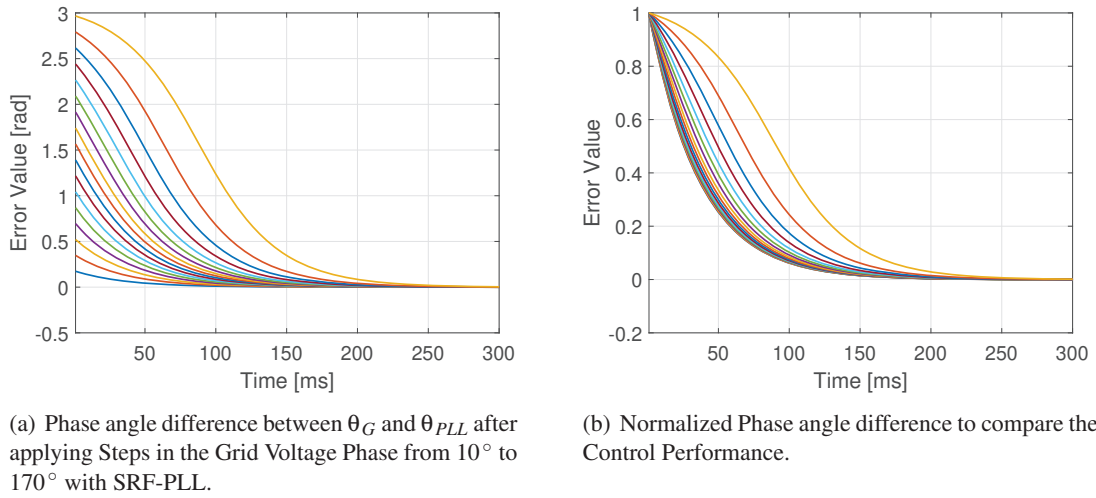 3
2.5
2
1.5
1
0.5
0
-0.5
Error Value [rad]
50 100 150 200 250 300
Time [ms]
1
0.8
0.6
0.4
0.2
0
-0.2
Error Value
50 100 150 200 250 300
Time [ms]
(a) Phase angle difference between θG and θPLL after
applying Steps in the Grid Voltage Phase from 10° to
170° with SRF-PLL.
(b) Normalized Phase angle difference to compare the
Control Performance.